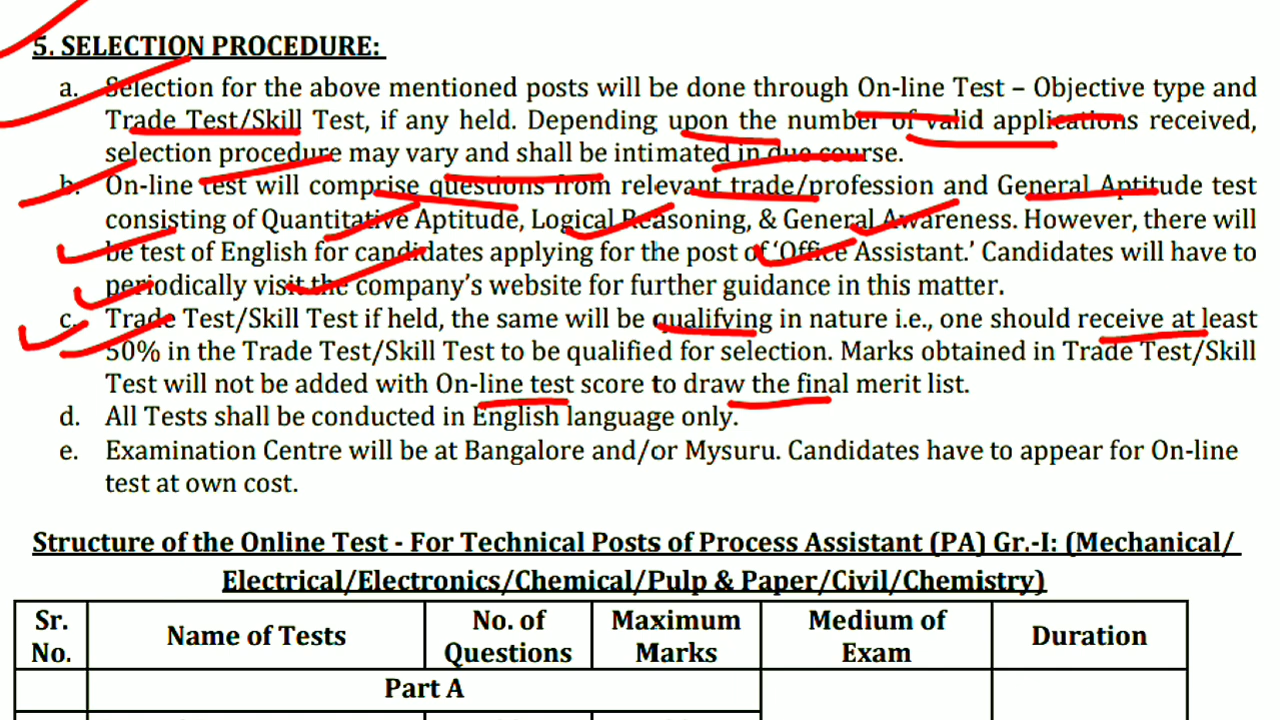 5. SELECTION PROCEDURE:
a. Selection for the above mentioned posts will be done through On-line Test – Objective type and
Trade Test/Skill Test, if any held. Depending upon the number of valid applications received,
selection procedure may vary and shall be intimated in due course.
b. On-line test will comprise questions from relevant trade/profession and General Aptitude test
consisting of Quantitative Aptitude, Logical Reasoning, & General Awareness. However, there will
be test of English for candidates applying for the post of ‘Office Assistant.’ Candidates will have to
periodically visit the company’s website for further guidance in this matter.
c. Trade Test/Skill Test if held, the same will be qualifying in nature i.e., one should receive at least
50% in the Trade Test/Skill Test to be qualified for selection. Marks obtained in Trade Test/Skill
Test will not be added with On-line test score to draw the final merit list.
d. All Tests shall be conducted in English language only.
e. Examination Centre will be at Bangalore and/or Mysuru. Candidates have to appear for On-line
test at own cost.
Structure of the Online Test - For Technical Posts of Process Assistant (PA) Gr.-I: (Mechanical/
Electrical/Electronics/Chemical/Pulp & Paper/Civil/Chemistry)
Sr. No. Name of Tests No. of Questions Maximum Marks Medium of Exam Duration
Part A